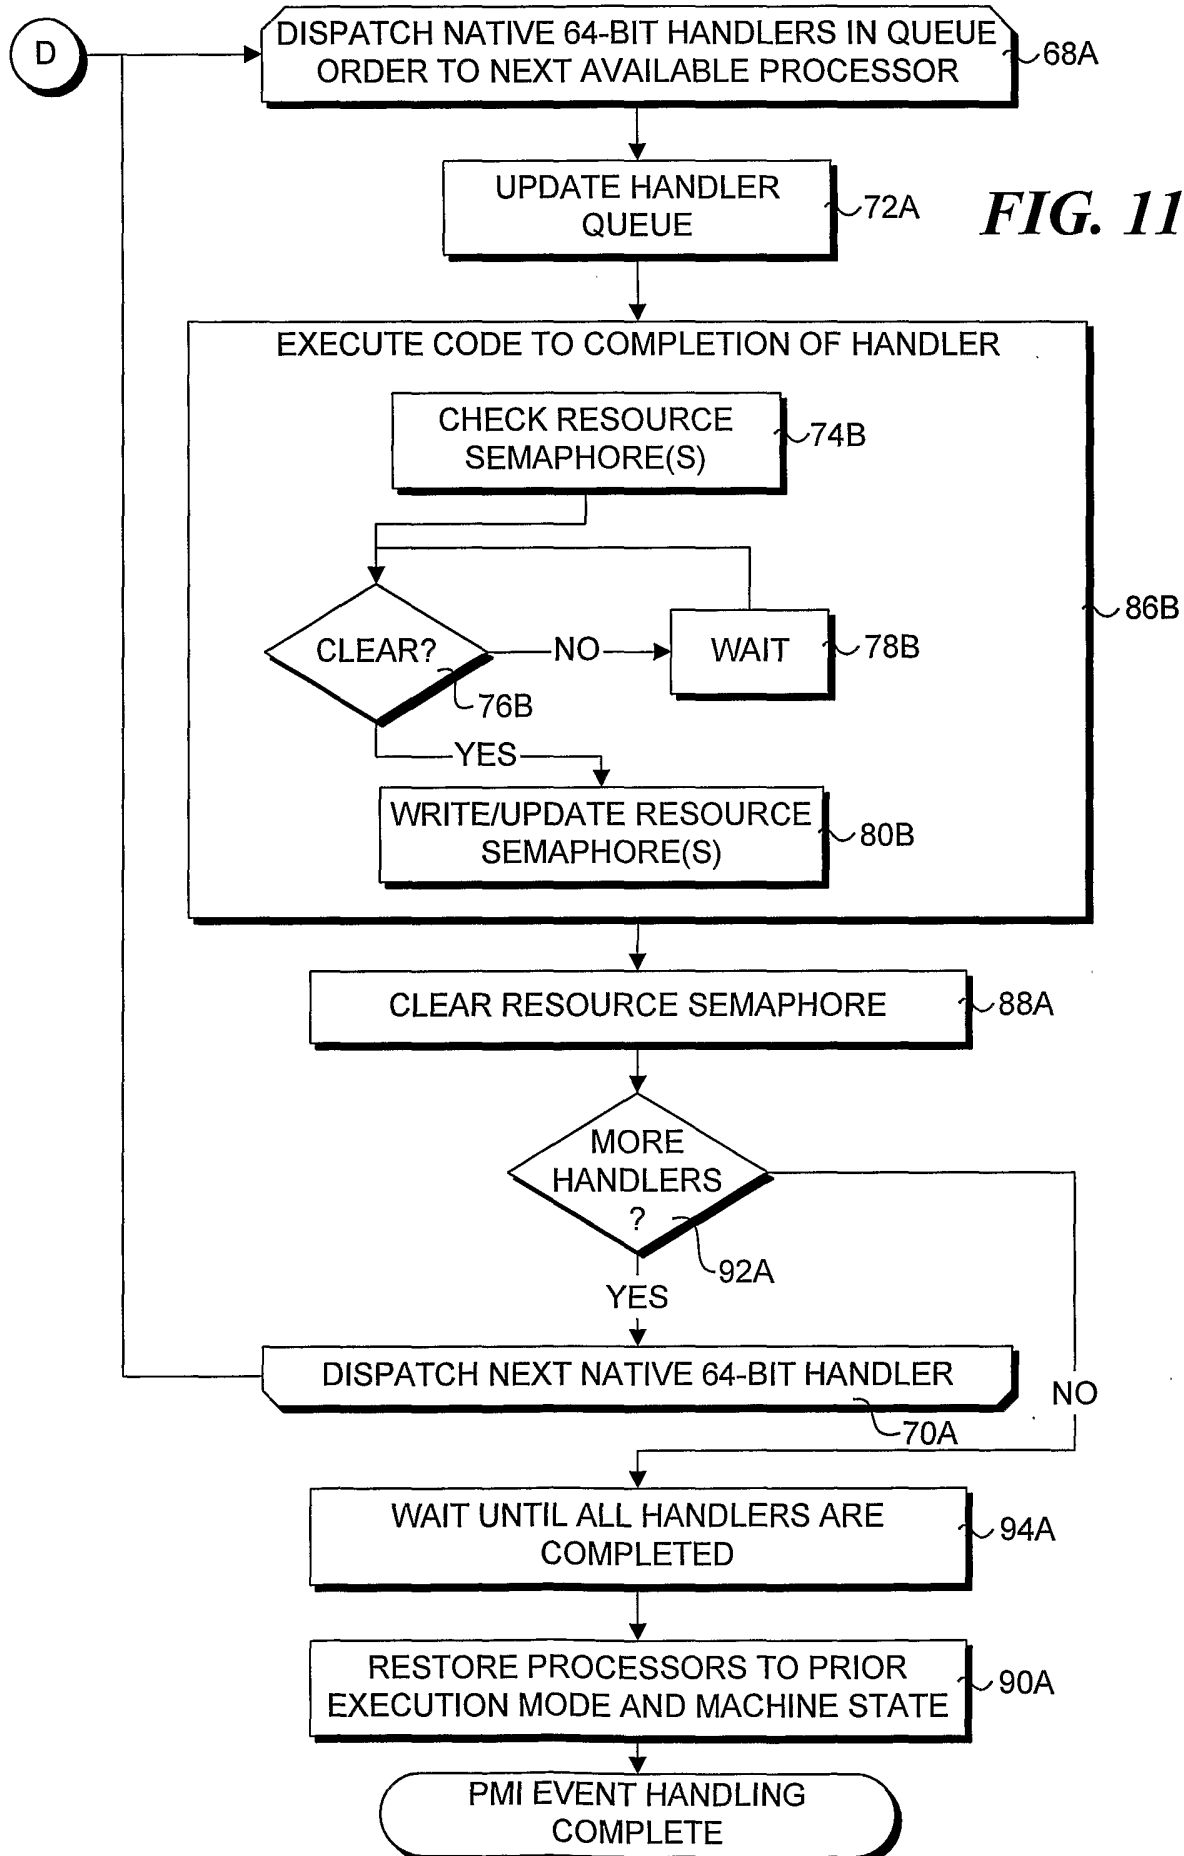 D
DISPATCH NATIVE 64-BIT HANDLERS IN QUEUE
ORDER TO NEXT AVAILABLE PROCESSOR
68A
UPDATE HANDLER
QUEUE
72A
FIG. 11
EXECUTE CODE TO COMPLETION OF HANDLER
CHECK RESOURCE
SEMAPHORE(S)
74B
86B
CLEAR?
NO
WAIT
78B
76B
YES
WRITE/UPDATE RESOURCE
SEMAPHORE(S)
80B
CLEAR RESOURCE SEMAPHORE
88A
MORE
HANDLERS
?
92A
YES
DISPATCH NEXT NATIVE 64-BIT HANDLER
NO
70A
WAIT UNTIL ALL HANDLERS ARE
COMPLETED
94A
RESTORE PROCESSORS TO PRIOR
EXECUTION MODE AND MACHINE STATE
90A
PMI EVENT HANDLING
COMPLETE